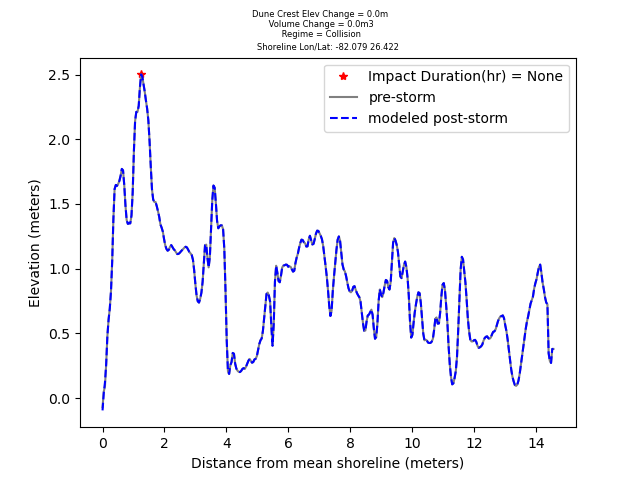 Dune Crest Elev Change = 0.0m
Volume Change = 0.0m3
Regime = Collision
Shoreline Lon/Lat: -82.079 26.422
Impact Duration(hr) = None
pre-storm
modeled post-storm
2.5
2.0
1.5
1.0
0.5
0.0
Elevation (meters)
0 2 4 6 8 10 12 14
Distance from mean shoreline (meters)